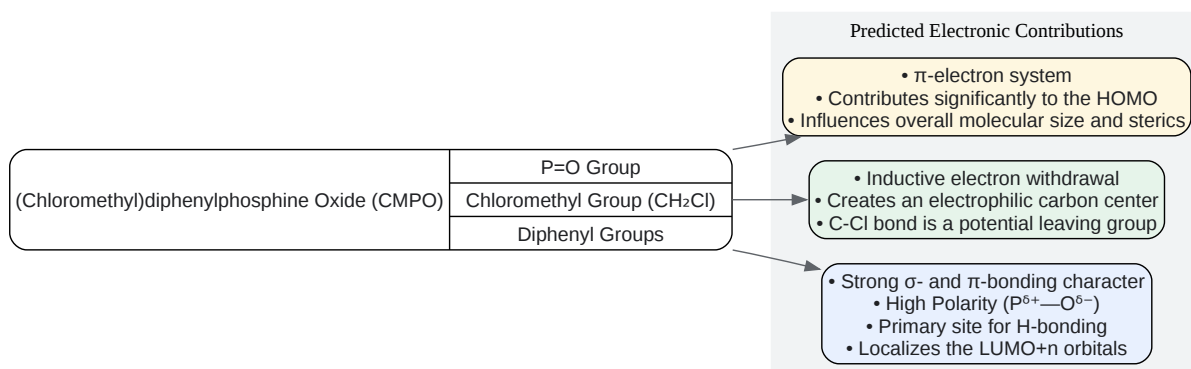 Predicted Electronic Contributions
• π-electron system
• Contributes significantly to the HOMO
• Influences overall molecular size and sterics
(Chloromethyl)diphenylphosphine Oxide (CMPO)
P=O Group
Chloromethyl Group (CH₂Cl)
Diphenyl Groups
• Inductive electron withdrawal
• Creates an electrophilic carbon center
• C-Cl bond is a potential leaving group
• Strong σ- and π-bonding character
• High Polarity (Pᵟ⁺—Oᵟ⁻)
• Primary site for H-bonding
• Localizes the LUMO+n orbitals